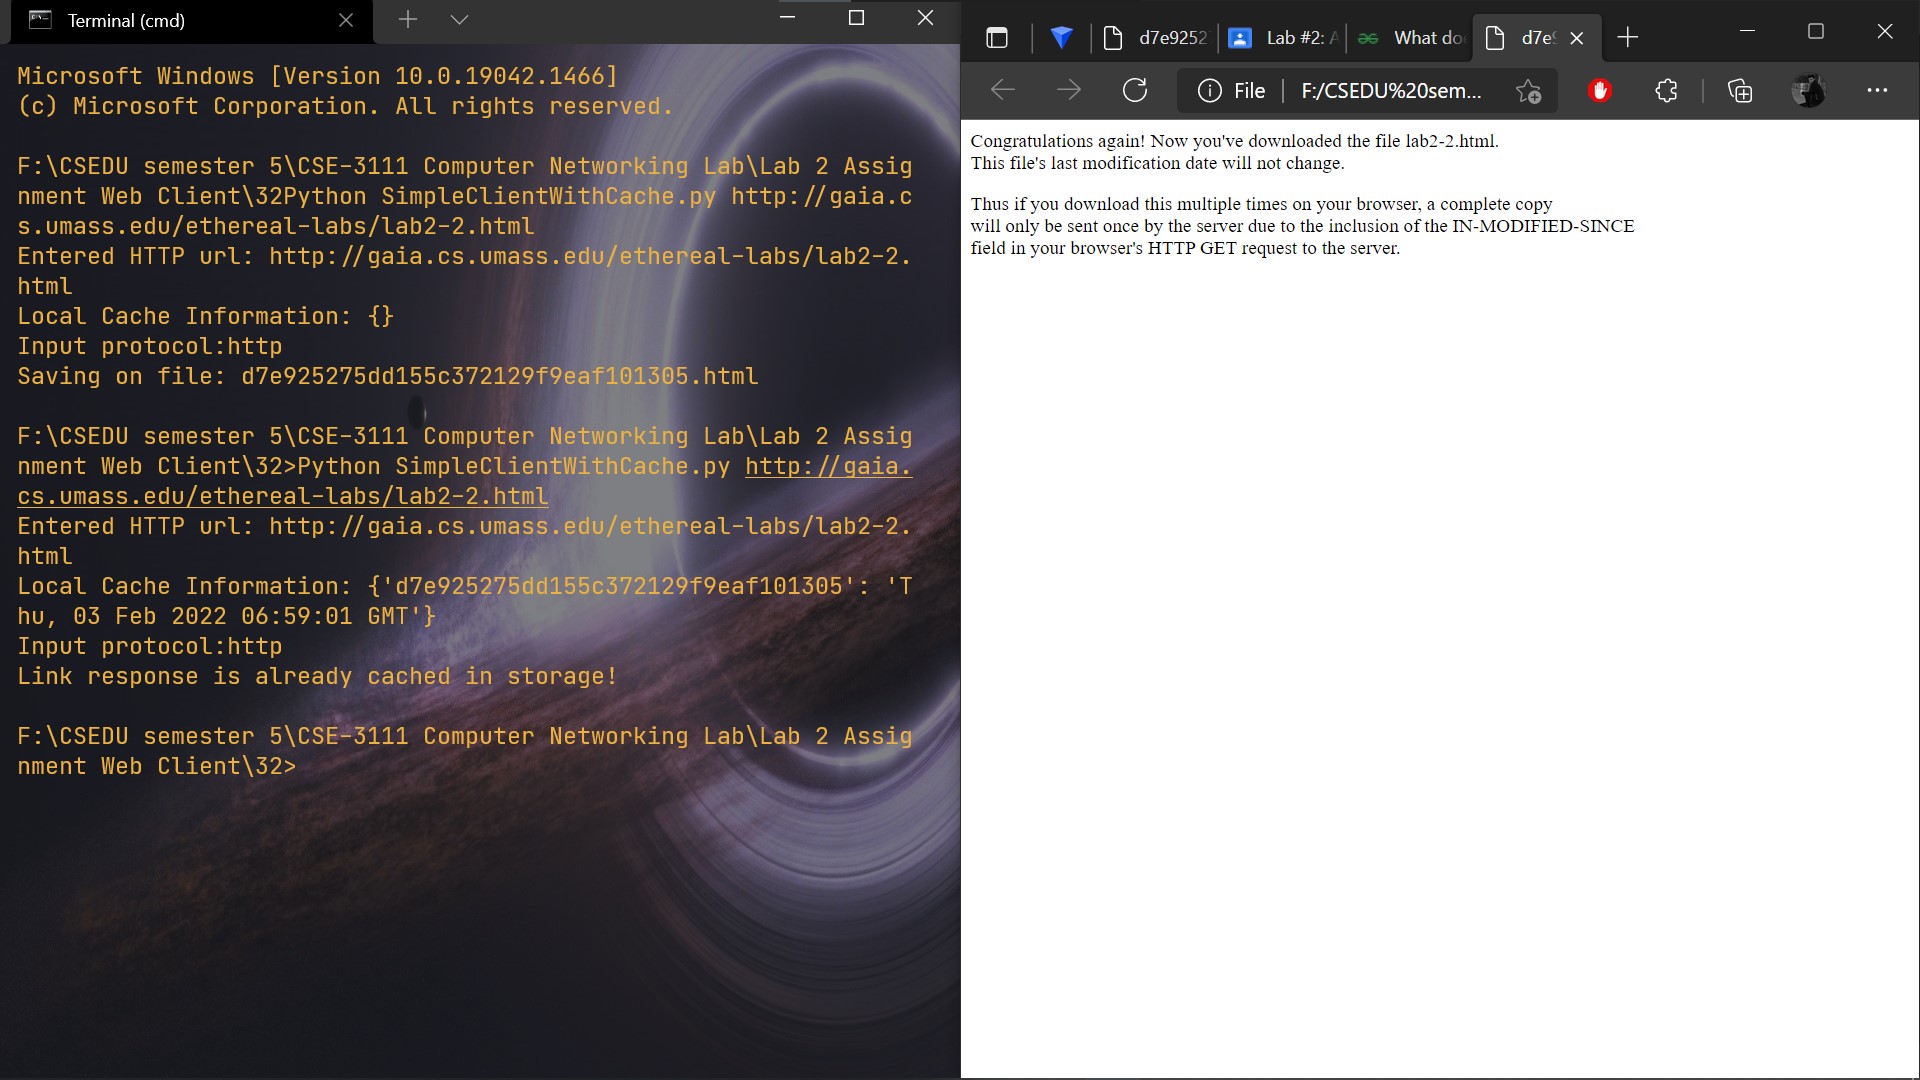 Terminal (cmd)
Microsoft Windows [Version 10.0.19042.1466]
(c) Microsoft Corporation. All rights reserved.
F:\CSEDU semester 5\CSE-3111 Computer Networking Lab\Lab 2 Assig
nment Web Client\32Python SimpleClientWithCache.py http://gaia.c
s.umass.edu/ethereal-labs/lab2-2.html
Entered HTTP url: http://gaia.cs.umass.edu/ethereal-labs/lab2-2.
html
Local Cache Information: {}
Input protocol:http
Saving on file: d7e925275dd155c372129f9eaf101305.html
F:\CSEDU semester 5\CSE-3111 Computer Networking Lab\Lab 2 Assig
nment Web Client\32>Python SimpleClientWithCache.py http://gaia.
cs.umass.edu/ethereal-labs/lab2-2.html
Entered HTTP url: http://gaia.cs.umass.edu/ethereal-labs/lab2-2.
html
Local Cache Information: {'d7e925275dd155c372129f9eaf101305': 'T
hu, 03 Feb 2022 06:59:01 GMT'}
Input protocol:http
Link response is already cached in storage!
F:\CSEDU semester 5\CSE-3111 Computer Networking Lab\Lab 2 Assig
nment Web Client\32>
d7e9252
Lab #2: A
What do
d7e9
File F:/CSEDU%20sem...
Congratulations again! Now you've downloaded the file lab2-2.html.
This file's last modification date will not change.
Thus if you download this multiple times on your browser, a complete copy
will only be sent once by the server due to the inclusion of the IN-MODIFIED-SINCE
field in your browser's HTTP GET request to the server.